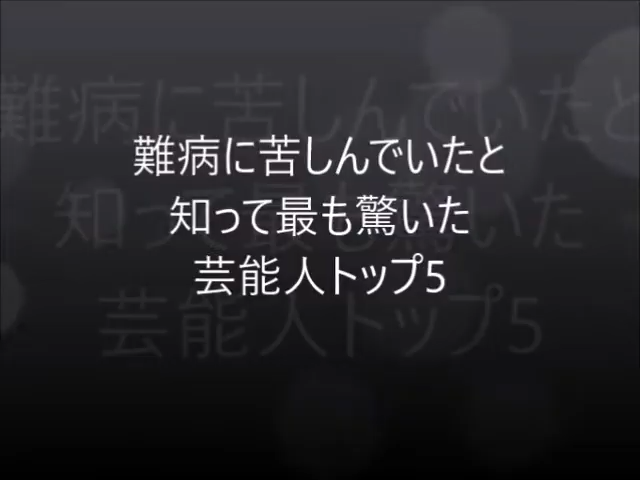 難病に苦しんでいたと
知って最も驚いた
芸能人トップ5